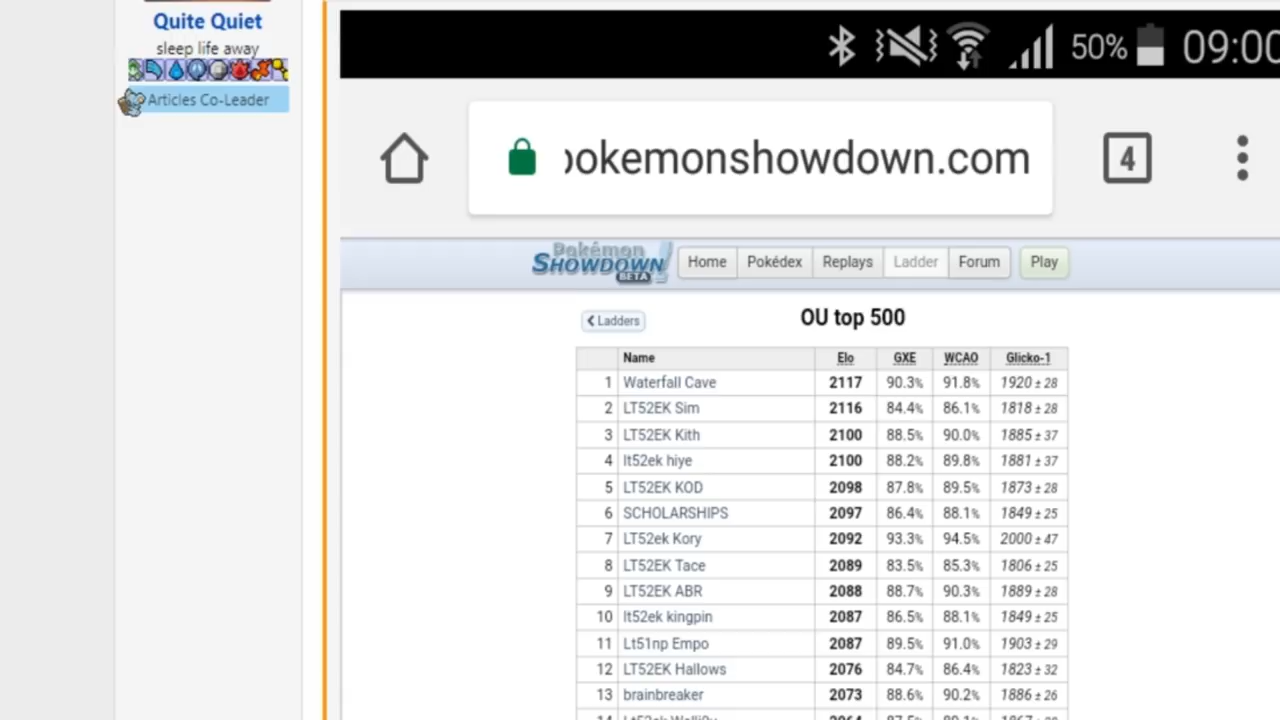 Quite Quiet
sleep life away
Articles Co-Leader
50% 09:00
pokemonshowdown.com 4
Pokémon
SHOWDOWN!
BETA
Home Pokédex Replays Ladder Forum Play
Ladders
OU top 500
Name Elo GXE WCAO Glicko-1
1 Waterfall Cave 2117 90.3% 91.8% 1920 ± 28
2 LT52EK Sim 2116 84.4% 86.1% 1818 ± 28
3 LT52EK Kith 2100 88.5% 90.0% 1885 ± 37
4 lt52ek hiye 2100 88.2% 89.8% 1881 ± 37
5 LT52EK KOD 2098 87.8% 89.5% 1873 ± 28
6 SCHOLARSHIPS 2097 86.4% 88.1% 1849 ± 25
7 LT52ek Kory 2092 93.3% 94.5% 2000 ± 47
8 LT52EK Tace 2089 83.5% 85.3% 1806 ± 25
9 LT52EK ABR 2088 88.7% 90.3% 1889 ± 28
10 lt52ek kingpin 2087 86.5% 88.1% 1849 ± 25
11 Lt51np Empo 2087 89.5% 91.0% 1903 ± 29
12 LT52EK Hallows 2076 84.7% 86.4% 1823 ± 32
13 brainbreaker 2073 88.6% 90.2% 1886 ± 26